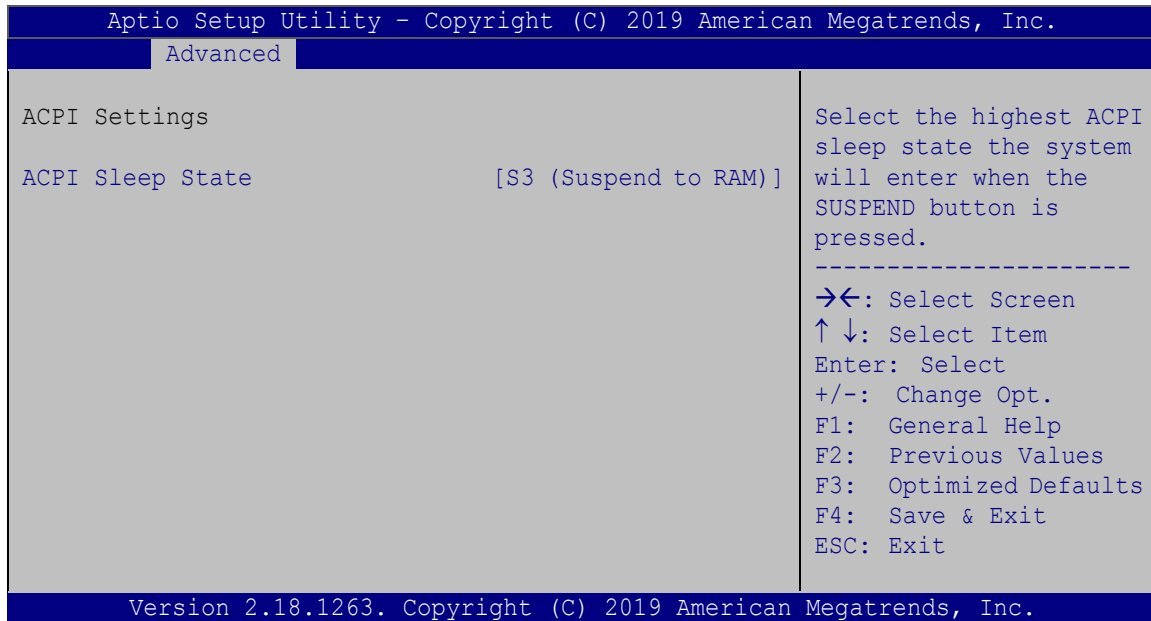 Aptio Setup Utility – Copyright (C) 2019 American Megatrends, Inc.
Advanced
ACPI Settings
ACPI Sleep State [S3 (Suspend to RAM)]
Select the highest ACPI
sleep state the system
will enter when the
SUSPEND button is
pressed.
----------------------
→←: Select Screen
↑ ↓: Select Item
Enter: Select
+/-: Change Opt.
F1: General Help
F2: Previous Values
F3: Optimized Defaults
F4: Save & Exit
ESC: Exit
Version 2.18.1263. Copyright (C) 2019 American Megatrends, Inc.